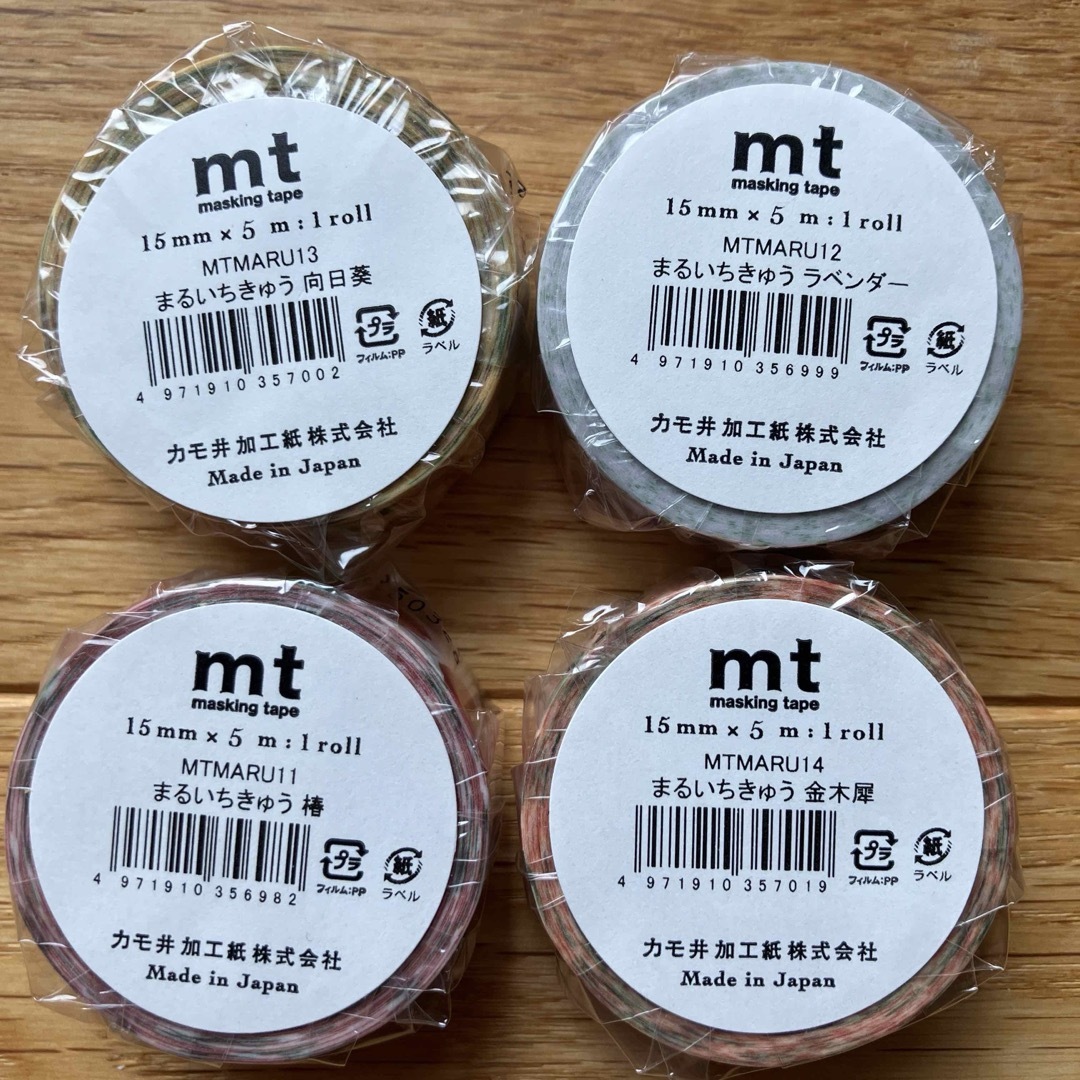 mt
masking tape
15mm × 5 m : 1 roll
MTMARU13
まるいちきゅう 向日葵
プラ
フィルム:PP
紙
ラベル
4 971910 357002
カモ井加工紙株式会社
Made in Japan
mt
masking tape
15mm × 5 m : 1 roll
MTMARU12
まるいちきゅう ラベンダー
プラ
フィルム:PP
紙
ラベル
4 971910 356999
カモ井加工紙株式会社
Made in Japan
mt
masking tape
15mm × 5 m : 1 roll
MTMARU11
まるいちきゅう 椿
プラ
フィルム:PP
紙
ラベル
4 971910 356982
カモ井加工紙株式会社
Made in Japan
mt
masking tape
15mm × 5 m : 1 roll
MTMARU14
まるいちきゅう 金木犀
プラ
フィルム:PP
紙
ラベル
4 971910 357019
カモ井加工紙株式会社
Made in Japan